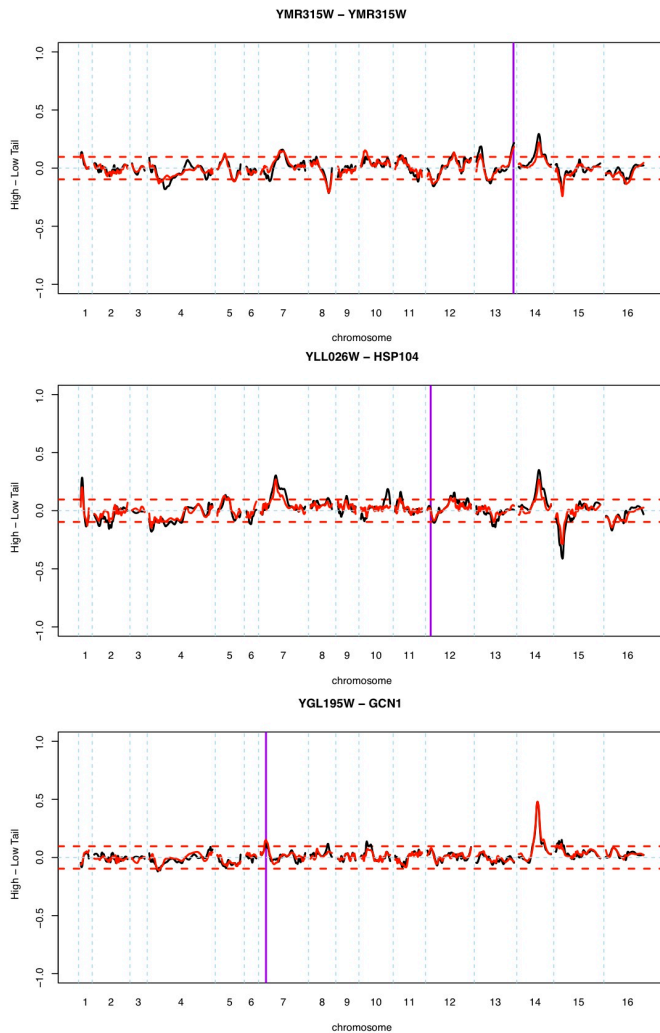 YMR315W – YMR315W
1.0
0.5
0.0
−0.5
−1.0
High − Low Tail
1 2 3 4 5 6 7 8 9 10 11 12 13 14 15 16
chromosome
YLL026W – HSP104
1.0
0.5
0.0
−0.5
−1.0
High − Low Tail
1 2 3 4 5 6 7 8 9 10 11 12 13 14 15 16
chromosome
YGL195W – GCN1
1.0
0.5
0.0
−0.5
−1.0
High − Low Tail
1 2 3 4 5 6 7 8 9 10 11 12 13 14 15 16
chromosome